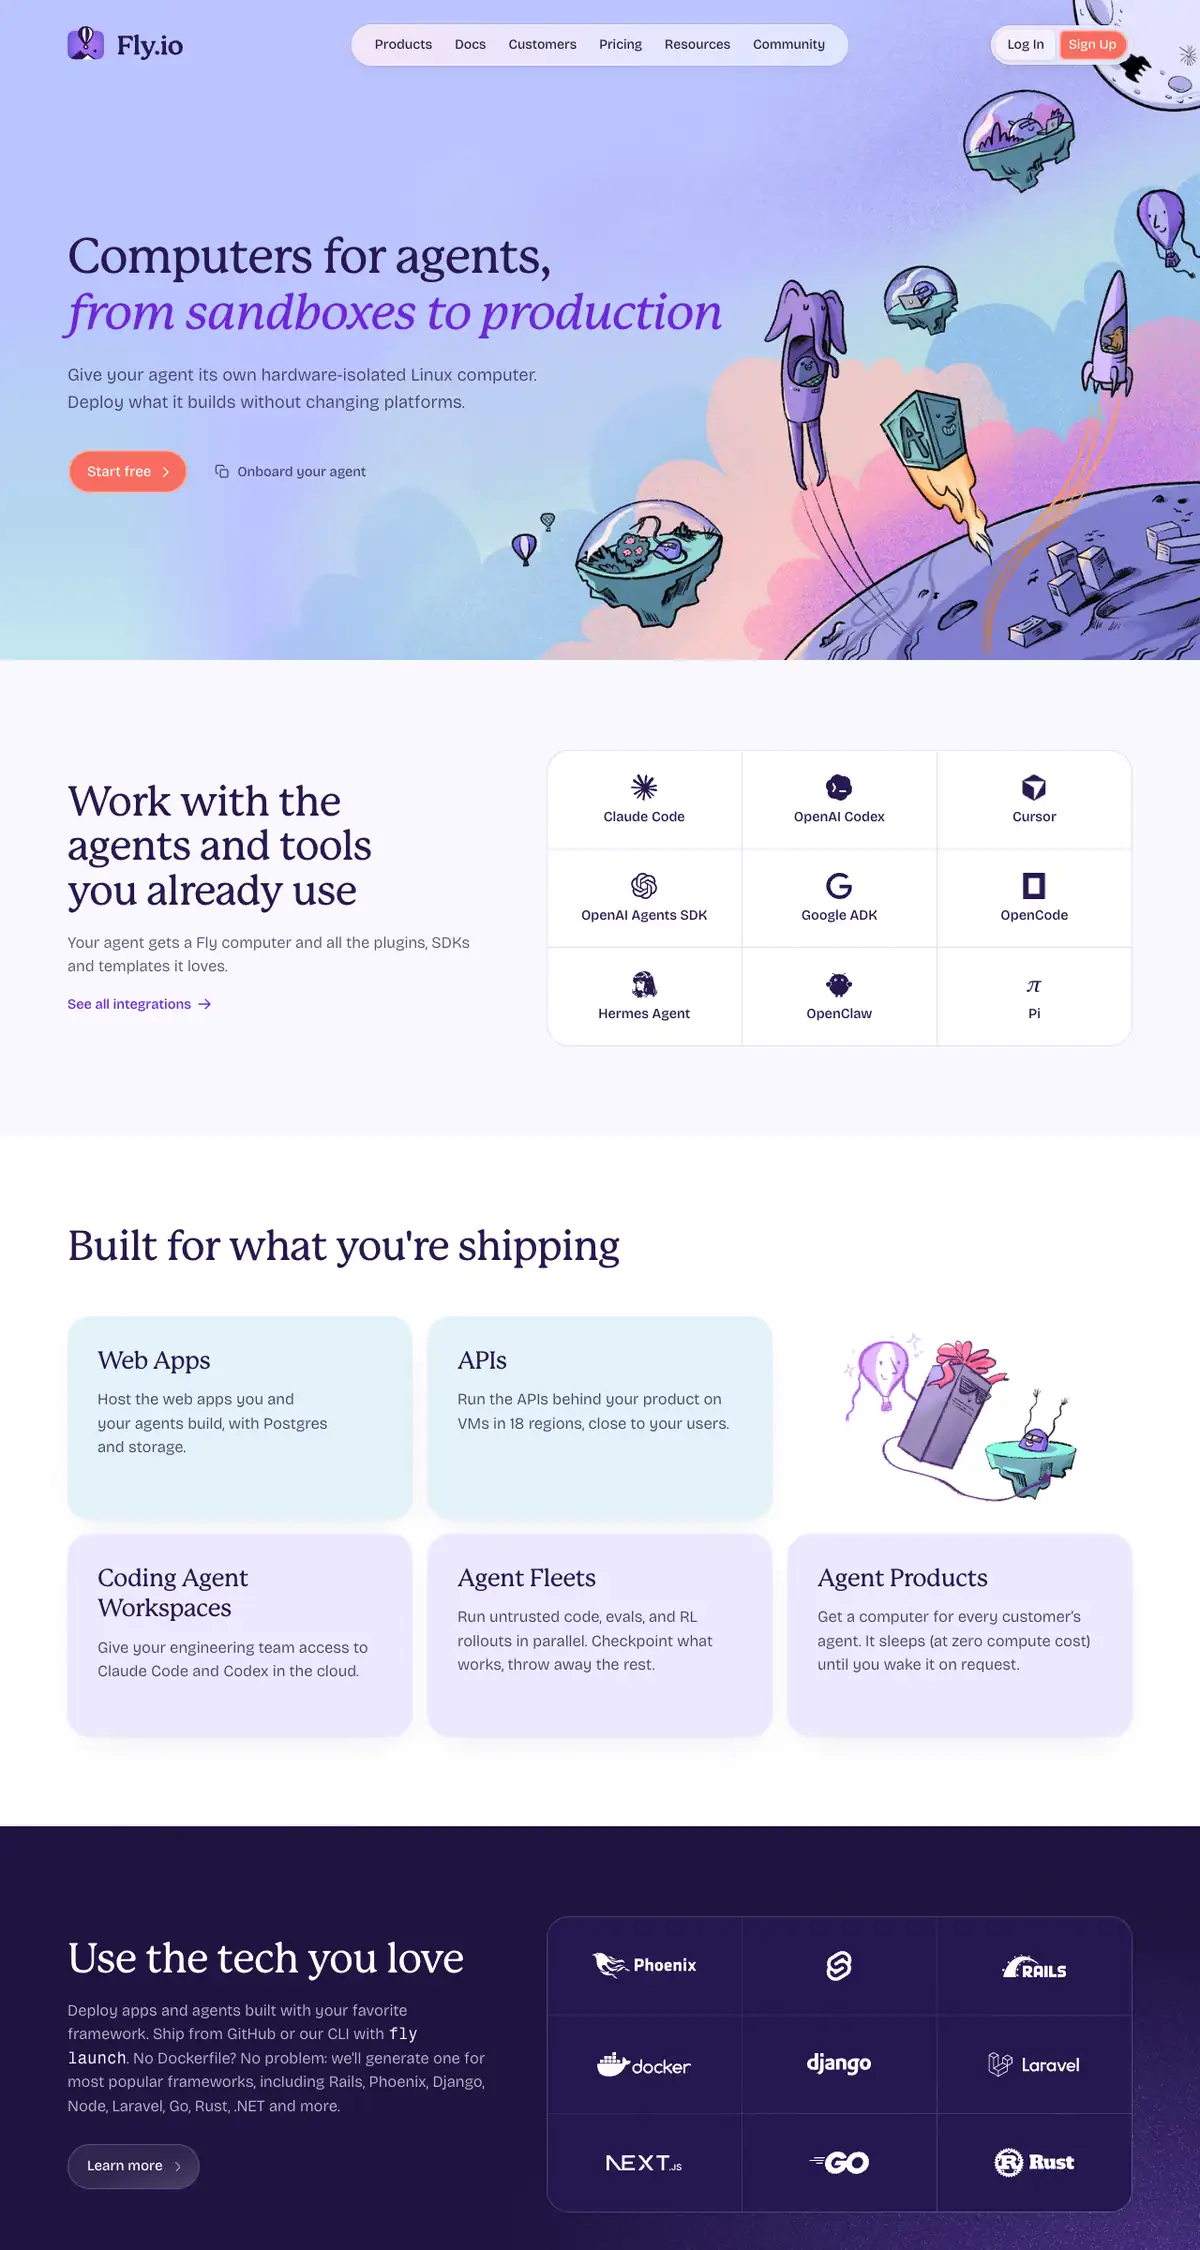 Fly.io
Products Docs Customers Pricing Resources Community
Log In Sign Up
Computers for agents,
from sandboxes to production
Give your agent its own hardware-isolated Linux computer.
Deploy what it builds without changing platforms.
Start free
Onboard your agent
A
Work with the
agents and tools
you already use
Your agent gets a Fly computer and all the plugins, SDKs
and templates it loves.
See all integrations
Claude Code
OpenAI Codex
Cursor
OpenAI Agents SDK
Google ADK
OpenCode
Hermes Agent
OpenClaw
π
Pi
Built for what you're shipping
Web Apps
Host the web apps you and
your agents build, with Postgres
and storage.
APIs
Run the APIs behind your product on
VMs in 18 regions, close to your users.
Coding Agent
Workspaces
Give your engineering team access to
Claude Code and Codex in the cloud.
Agent Fleets
Run untrusted code, evals, and RL
rollouts in parallel. Checkpoint what
works, throw away the rest.
Agent Products
Get a computer for every customer's
agent. It sleeps (at zero compute cost)
until you wake it on request.
Use the tech you love
Deploy apps and agents built with your favorite
framework. Ship from GitHub or our CLI with fly
launch. No Dockerfile? No problem: we'll generate one for
most popular frameworks, including Rails, Phoenix, Django,
Node, Laravel, Go, Rust, .NET and more.
Learn more
Phoenix
RAILS
docker
django
Laravel
NEXT.JS
GO
Rust